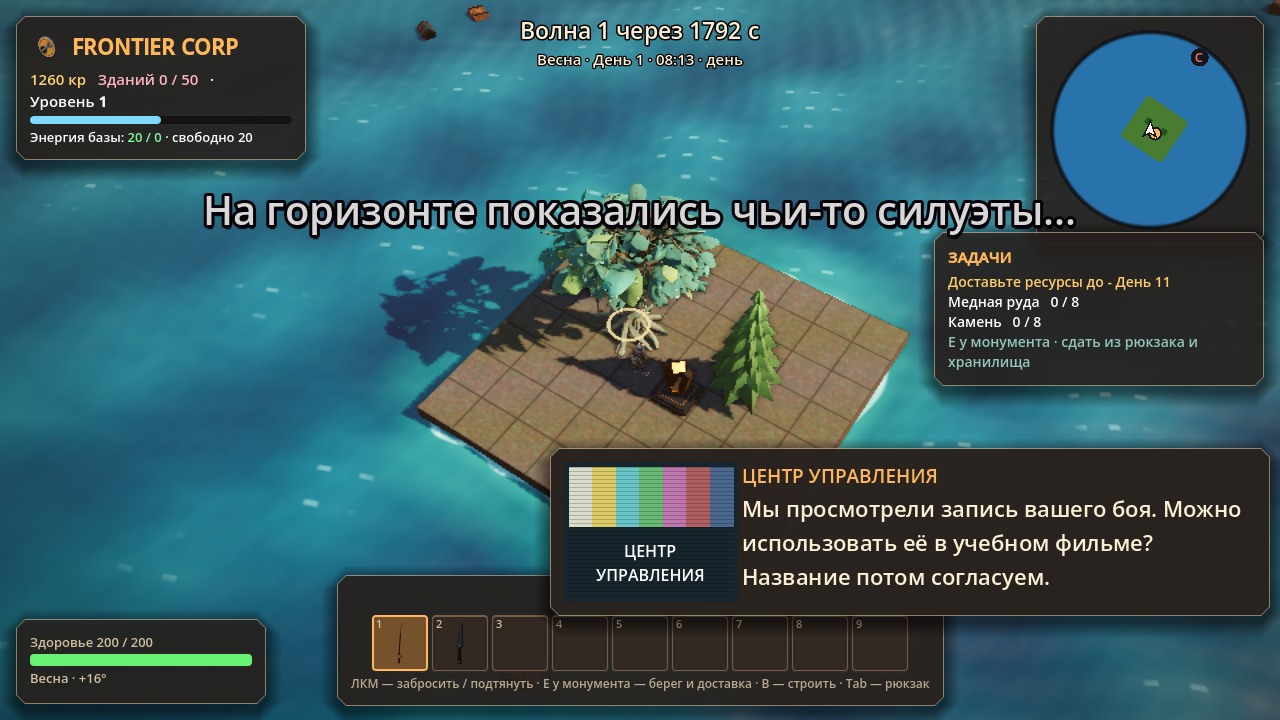 FRONTIER CORP
1260 кр Зданий 0 / 50 ·
Уровень 1
Энергия базы: 20 / 0 · свободно 20
Волна 1 через 1792 с
Весна · День 1 · 08:13 · день
С
На горизонте показались чьи-то силуэты...
ЗАДАЧИ
Доставьте ресурсы до - День 11
Медная руда 0 / 8
Камень 0 / 8
E у монумента · сдать из рюкзака и
хранилища
ЦЕНТР УПРАВЛЕНИЯ
Мы просмотрели запись вашего боя. Можно
использовать её в учебном фильме?
Название потом согласуем.
ЦЕНТР
УПРАВЛЕНИЯ
Здоровье 200 / 200
Весна · +16°
1 2 3 4 5 6 7 8 9
ЛКМ — забросить / подтянуть · E у монумента — берег и доставка · B — строить · Tab — рюкзак